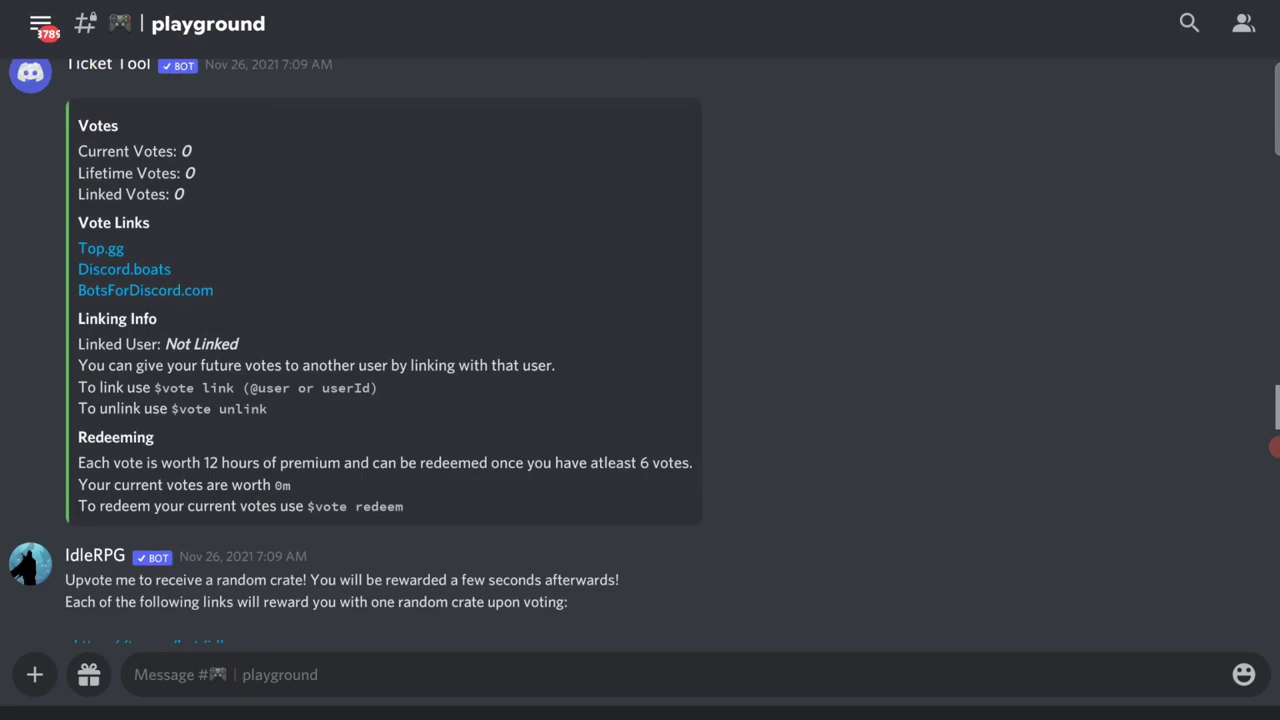 3789
# 🎮 | playground
Ticket Tool ✓ BOT Nov 26, 2021 7:09 AM
Votes
Current Votes: 0
Lifetime Votes: 0
Linked Votes: 0
Vote Links
Top.gg
Discord.boats
BotsForDiscord.com
Linking Info
Linked User: Not Linked
You can give your future votes to another user by linking with that user.
To link use $vote link (@user or userId)
To unlink use $vote unlink
Redeeming
Each vote is worth 12 hours of premium and can be redeemed once you have atleast 6 votes.
Your current votes are worth 0m
To redeem your current votes use $vote redeem
IdleRPG ✓ BOT Nov 26, 2021 7:09 AM
Upvote me to receive a random crate! You will be rewarded a few seconds afterwards!
Each of the following links will reward you with one random crate upon voting:
Message #🎮 | playground